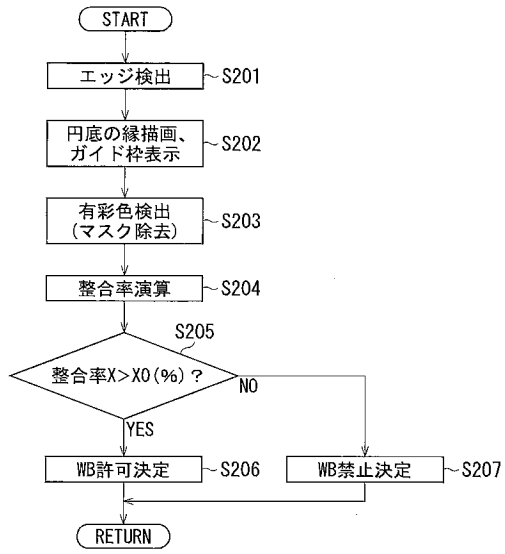 START
エッジ検出
S201
円底の縁描画、
ガイド枠表示
S202
有彩色検出
(マスク除去)
S203
整合率演算
S204
S205
整合率X>X0(%)?
NO
YES
WB許可決定
S206
WB禁止決定
S207
RETURN